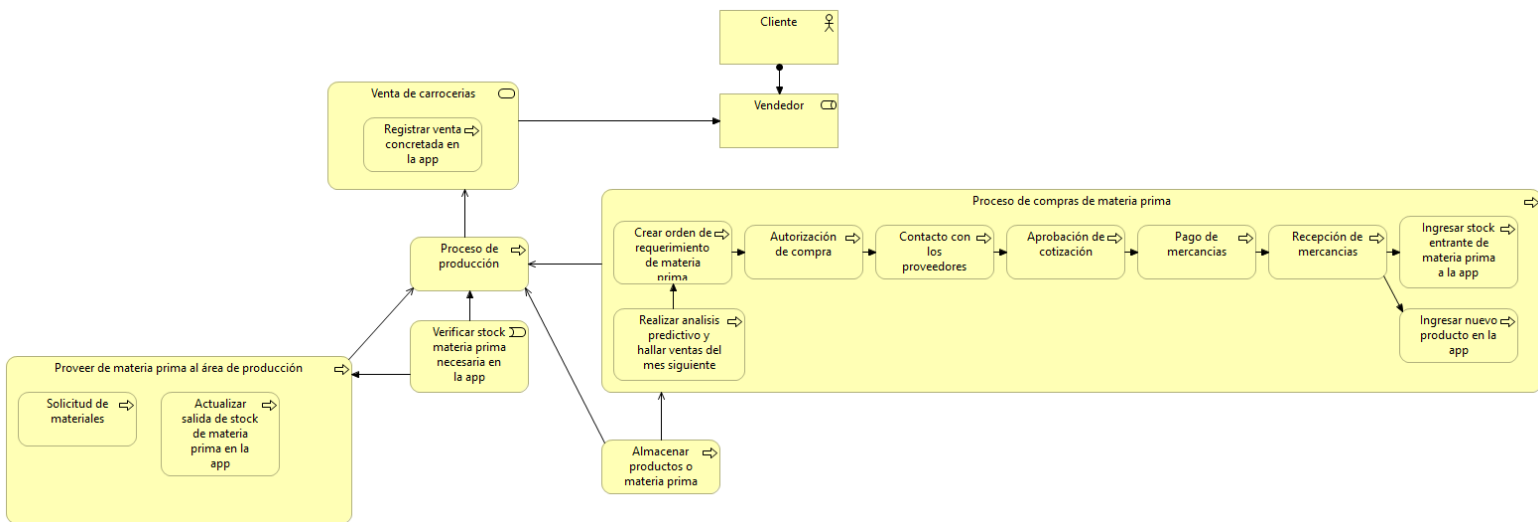 Cliente
Venta de carrocerias
Vendedor
Registrar venta
concretada en
la app
Proceso de compras de materia prima
Crear orden de
requerimiento
de materia
prima
Autorización
de compra
Contacto con
los
proveedores
Aprobación de
cotización
Pago de
mercancias
Recepción de
mercancias
Ingresar stock
entrante de
materia prima
a la app
Proceso de
producción
Realizar analisis
predictivo y
hallar ventas del
mes siguiente
Ingresar nuevo
producto en la
app
Verificar stock
materia prima
necesaria en
la app
Proveer de materia prima al área de producción
Solicitud de
materiales
Actualizar
salida de stock
de materia
prima en la
app
Almacenar
productos o
materia prima